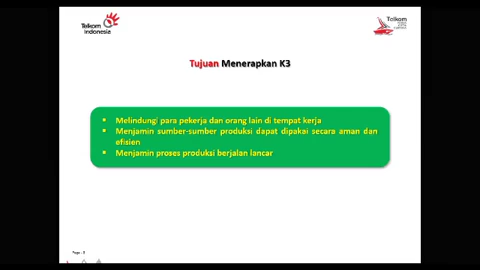 Telkom
Indonesia
Telkom
Tujuan Menerapkan K3
Melindungi para pekerja dan orang lain di tempat kerja
Menjamin sumber-sumber produksi dapat dipakai secara aman dan
efisien
Menjamin proses produksi berjalan lancar